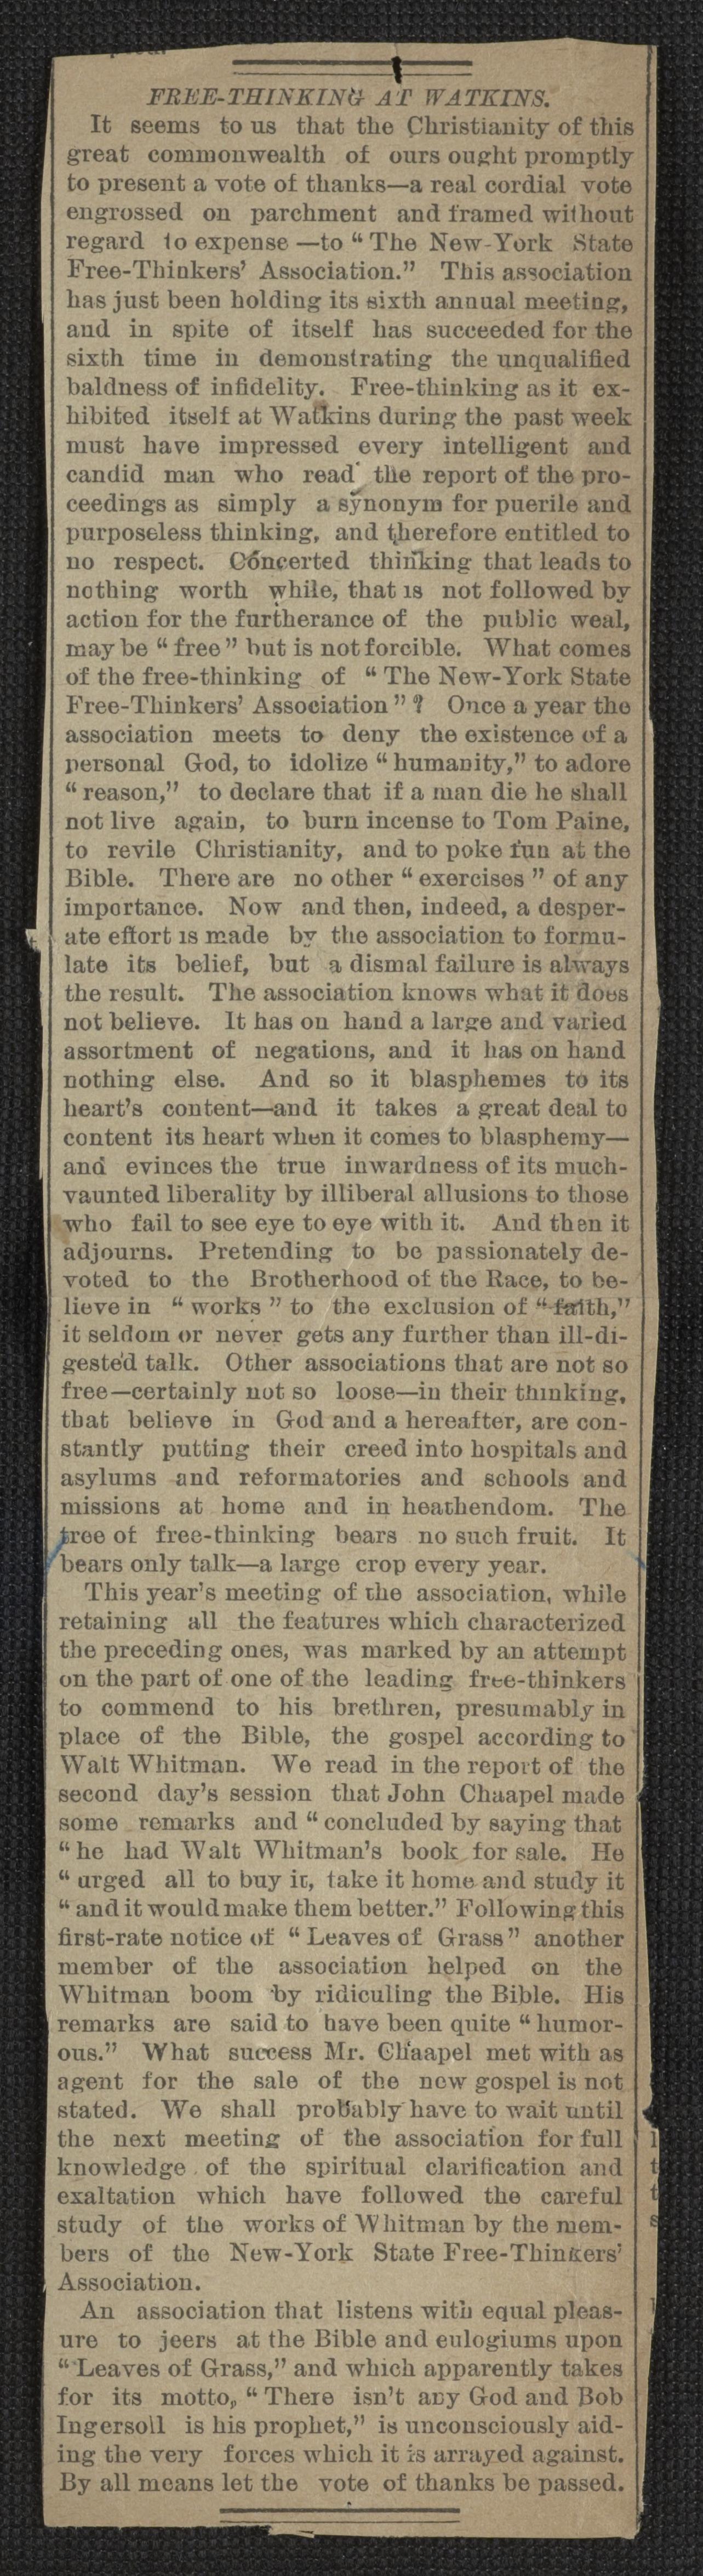 FREE-THINKING AT WATKINS.
It seems to us that the Christianity of this
great commonwealth of ours ought promptly
to present a vote of thanks—a real cordial vote
engrossed on parchment and framed without
regard to expense—to “The New-York State
Free-Thinkers’ Association.” This association
has just been holding its sixth annual meeting,
and in spite of itself has succeeded for the
sixth time in demonstrating the unqualified
baldness of infidelity. Free-thinking as it ex-
hibited itself at Watkins during the past week
must have impressed every intelligent and
candid man who read the report of the pro-
ceedings as simply a synonym for puerile and
purposeless thinking, and therefore entitled to
no respect. Concerted thinking that leads to
nothing worth while, that is not followed by
action for the furtherance of the public weal,
may be “free” but is not forcible. What comes
of the free-thinking of “The New-York State
Free-Thinkers’ Association”? Once a year the
association meets to deny the existence of a
personal God, to idolize “humanity,” to adore
“reason,” to declare that if a man die he shall
not live again, to burn incense to Tom Paine,
to revile Christianity, and to poke fun at the
Bible. There are no other “exercises” of any
importance. Now and then, indeed, a desper-
ate effort is made by the association to formu-
late its belief, but a dismal failure is always
the result. The association knows what it does
not believe. It has on hand a large and varied
assortment of negations, and it has on hand
nothing else. And so it blasphemes to its
heart’s content—and it takes a great deal to
content its heart when it comes to blasphemy—
and evinces the true inwardness of its much-
vaunted liberality by illiberal allusions to those
who fail to see eye to eye with it. And then it
adjourns. Pretending to be passionately de-
voted to the Brotherhood of the Race, to be-
lieve in “works” to the exclusion of “faith,”
it seldom or never gets any further than ill-di-
gested talk. Other associations that are not so
free—certainly not so loose—in their thinking,
that believe in God and a hereafter, are con-
stantly putting their creed into hospitals and
asylums and reformatories and schools and
missions at home and in heathendom. The
tree of free-thinking bears no such fruit. It
bears only talk—a large crop every year.
This year’s meeting of the association, while
retaining all the features which characterized
the preceding ones, was marked by an attempt
on the part of one of the leading free-thinkers
to commend to his brethren, presumably in
place of the Bible, the gospel according to
Walt Whitman. We read in the report of the
second day’s session that John Chaapel made
some remarks and “concluded by saying that
“he had Walt Whitman’s book for sale. He
“urged all to buy it, take it home and study it
“and it would make them better.” Following this
first-rate notice of “Leaves of Grass” another
member of the association helped on the
Whitman boom by ridiculing the Bible. His
remarks are said to have been quite “humor-
ous.” What success Mr. Chaapel met with as
agent for the sale of the new gospel is not
stated. We shall probably have to wait until
the next meeting of the association for full
knowledge of the spiritual clarification and
exaltation which have followed the careful
study of the works of Whitman by the mem-
bers of the New-York State Free-Thinkers’
Association.
An association that listens with equal pleas-
ure to jeers at the Bible and eulogiums upon
“Leaves of Grass,” and which apparently takes
for its motto, “There isn’t any God and Bob
Ingersoll is his prophet,” is unconsciously aid-
ing the very forces which it is arrayed against.
By all means let the vote of thanks be passed.